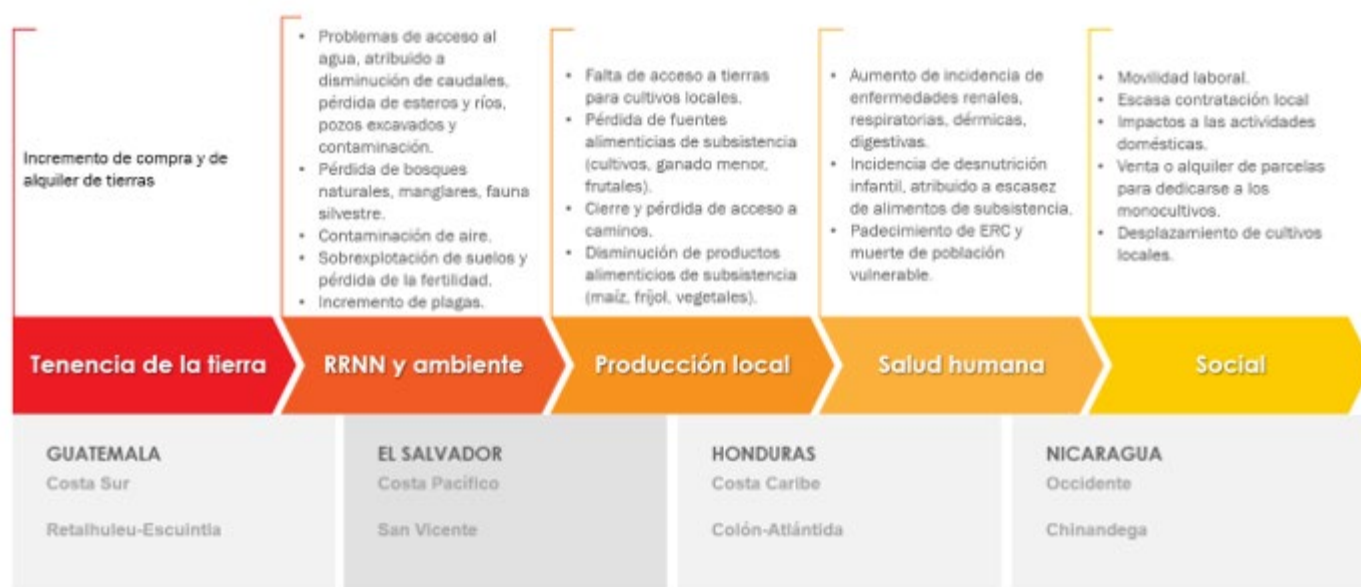 Incremento de compra y de
alquiler de tierras
• Problemas de acceso al
agua, atribuido a
disminución de caudales,
pérdida de esteros y ríos,
pozos excavados y
contaminación.
• Pérdida de bosques
naturales, manglares, fauna
silvestre.
• Contaminación de aire.
• Sobrexplotación de suelos y
pérdida de la fertilidad.
• Incremento de plagas.
• Falta de acceso a tierras
para cultivos locales.
• Pérdida de fuentes
alimenticias de subsistencia
(cultivos, ganado menor,
frutales).
• Cierre y pérdida de acceso a
caminos.
• Disminución de productos
alimenticios de subsistencia
(maíz, fríjol, vegetales).
• Aumento de incidencia de
enfermedades renales,
respiratorias, dérmicas,
digestivas.
• Incidencia de desnutrición
infantil, atribuido a escasez
de alimentos de subsistencia.
• Padecimiento de ERC y
muerte de población
vulnerable.
• Movilidad laboral.
• Escasa contratación local
• Impactos a las actividades
domésticas.
• Venta o alquiler de parcelas
para dedicarse a los
monocultivos.
• Desplazamiento de cultivos
locales.
Tenencia de la tierra
RRNN y ambiente
Producción local
Salud humana
Social
GUATEMALA
Costa Sur
Retalhuleu-Escuintla
EL SALVADOR
Costa Pacífico
San Vicente
HONDURAS
Costa Caribe
Colón-Atlántida
NICARAGUA
Occidente
Chinandega